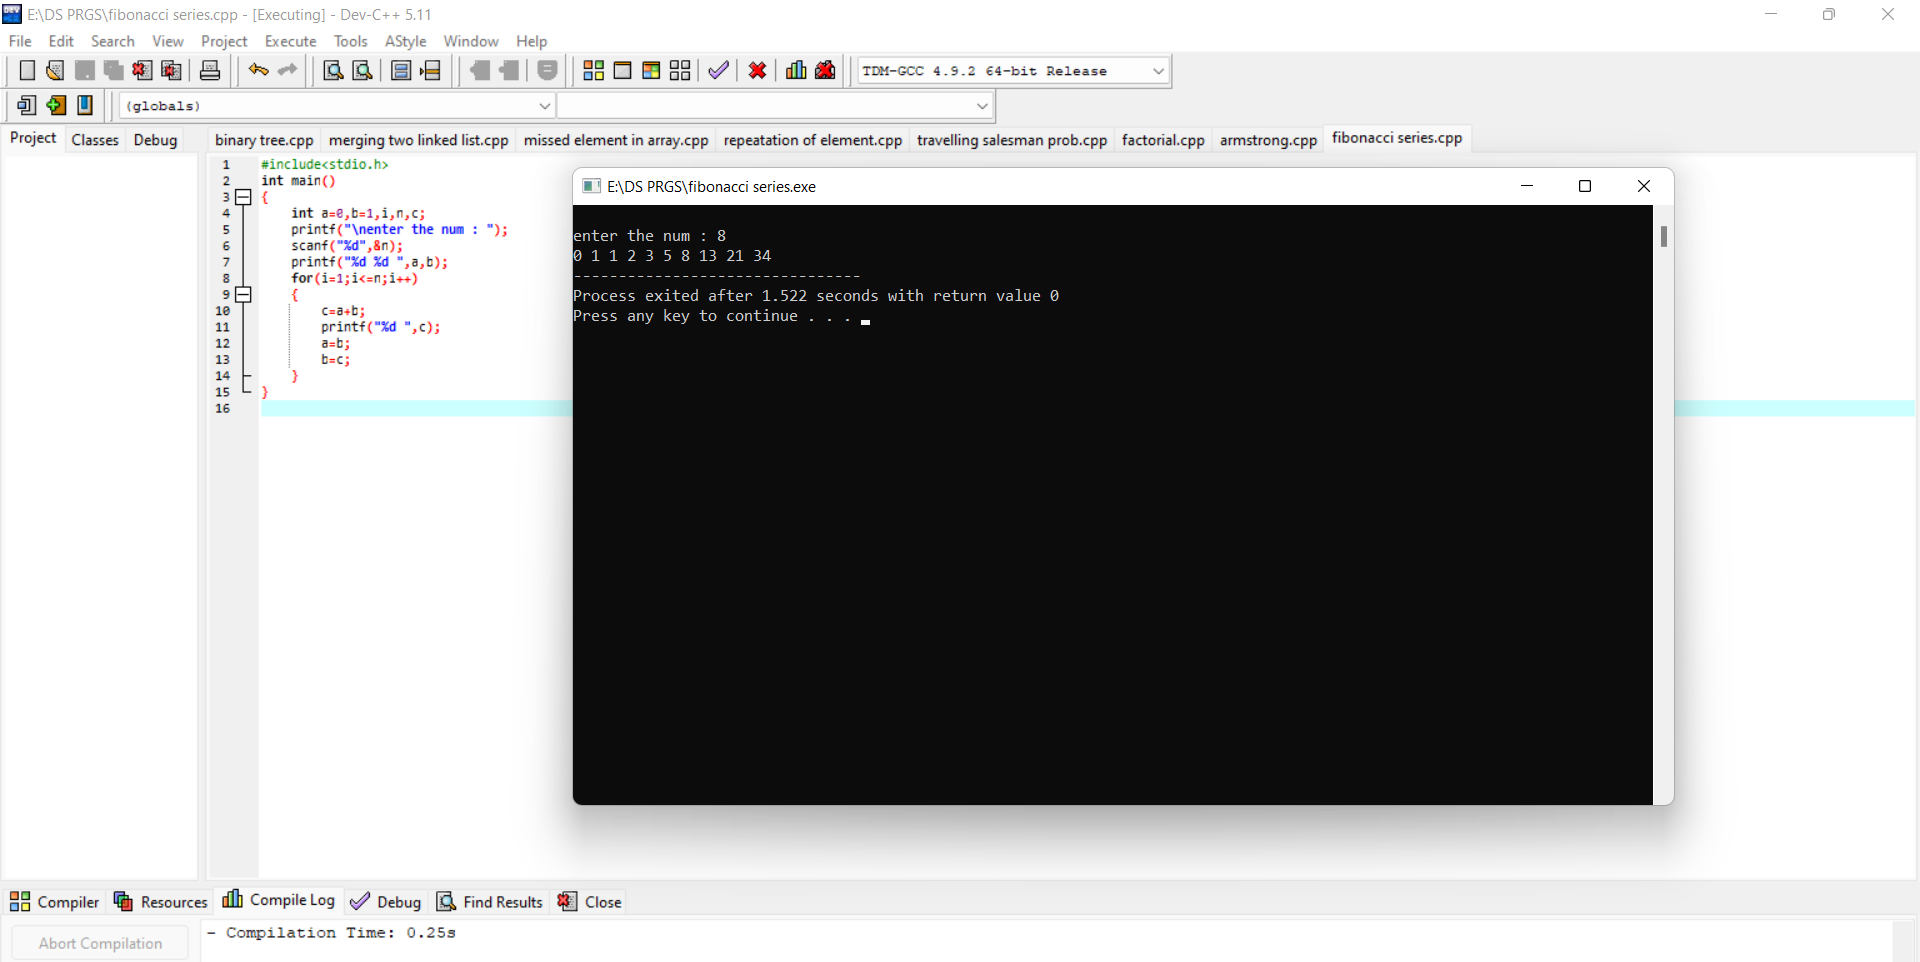 E:\DS PRGS\fibonacci series.cpp - [Executing] - Dev-C++ 5.11
File Edit Search View Project Execute Tools AStyle Window Help
TDM-GCC 4.9.2 64-bit Release
(globals)
Project Classes Debug
binary tree.cpp merging two linked list.cpp missed element in array.cpp repeatation of element.cpp travelling salesman prob.cpp factorial.cpp armstrong.cpp fibonacci series.cpp
1 #include<stdio.h>
2 int main()
3 {
4 int a=0,b=1,i,n,c;
5 printf("\nenter the num : ");
6 scanf("%d",&n);
7 printf("%d %d ",a,b);
8 for(i=1;i<=n;i++)
9 {
10 c=a+b;
11 printf("%d ",c);
12 a=b;
13 b=c;
14 }
15 }
16
E:\DS PRGS\fibonacci series.exe
enter the num : 8
0 1 1 2 3 5 8 13 21 34
--------------------------------
Process exited after 1.522 seconds with return value 0
Press any key to continue . . .
Compiler Resources Compile Log Debug Find Results Close
Abort Compilation
- Compilation Time: 0.25s